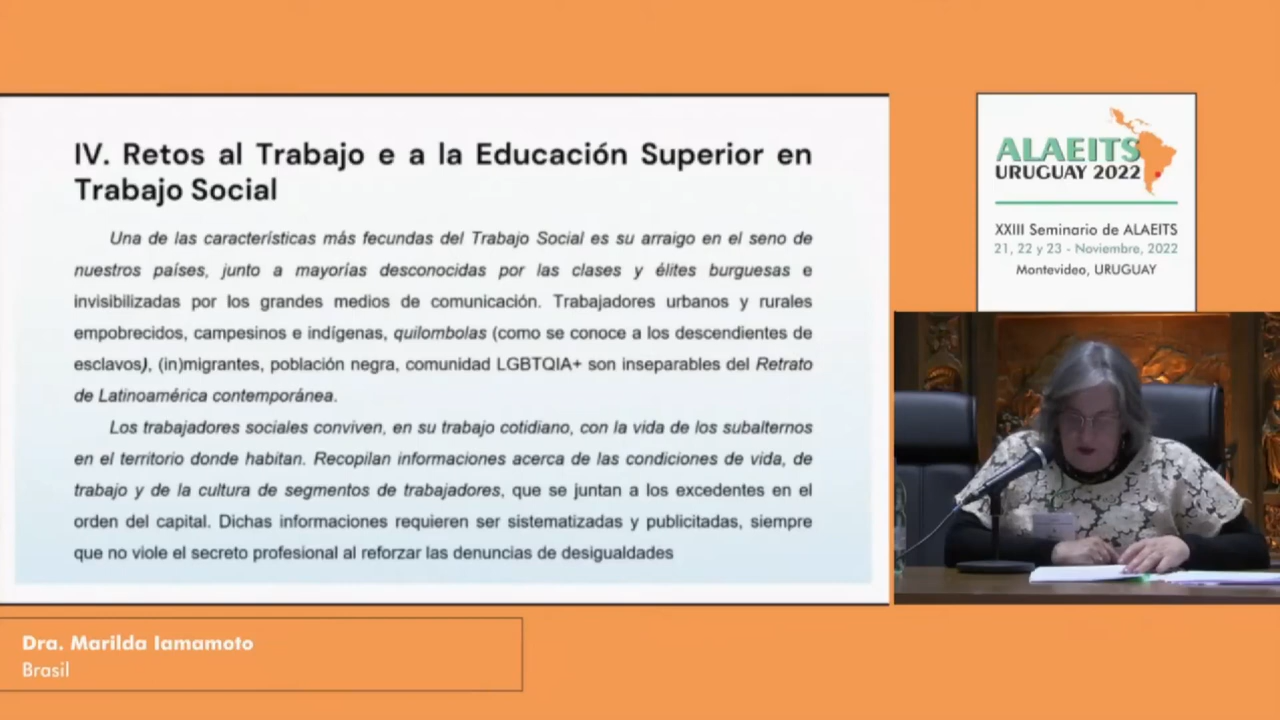 IV. Retos al Trabajo e a la Educación Superior en
Trabajo Social
Una de las características más fecundas del Trabajo Social es su arraigo en el seno de
nuestros países, junto a mayorías desconocidas por las clases y élites burguesas e
invisibilizadas por los grandes medios de comunicación. Trabajadores urbanos y rurales
empobrecidos, campesinos e indígenas, quilombolas (como se conoce a los descendientes de
esclavos), (in)migrantes, población negra, comunidad LGBTQIA+ son inseparables del Retrato
de Latinoamérica contemporánea.
Los trabajadores sociales conviven, en su trabajo cotidiano, con la vida de los subalternos
en el territorio donde habitan. Recopilan informaciones acerca de las condiciones de vida, de
trabajo y de la cultura de segmentos de trabajadores, que se juntan a los excedentes en el
orden del capital. Dichas informaciones requieren ser sistematizadas y publicitadas, siempre
que no viole el secreto profesional al reforzar las denuncias de desigualdades
ALAEITS
URUGUAY 2022
XXIII Seminario de ALAEITS
21, 22 y 23 - Noviembre, 2022
Montevideo, URUGUAY
Dra. Marilda Iamamoto
Brasil